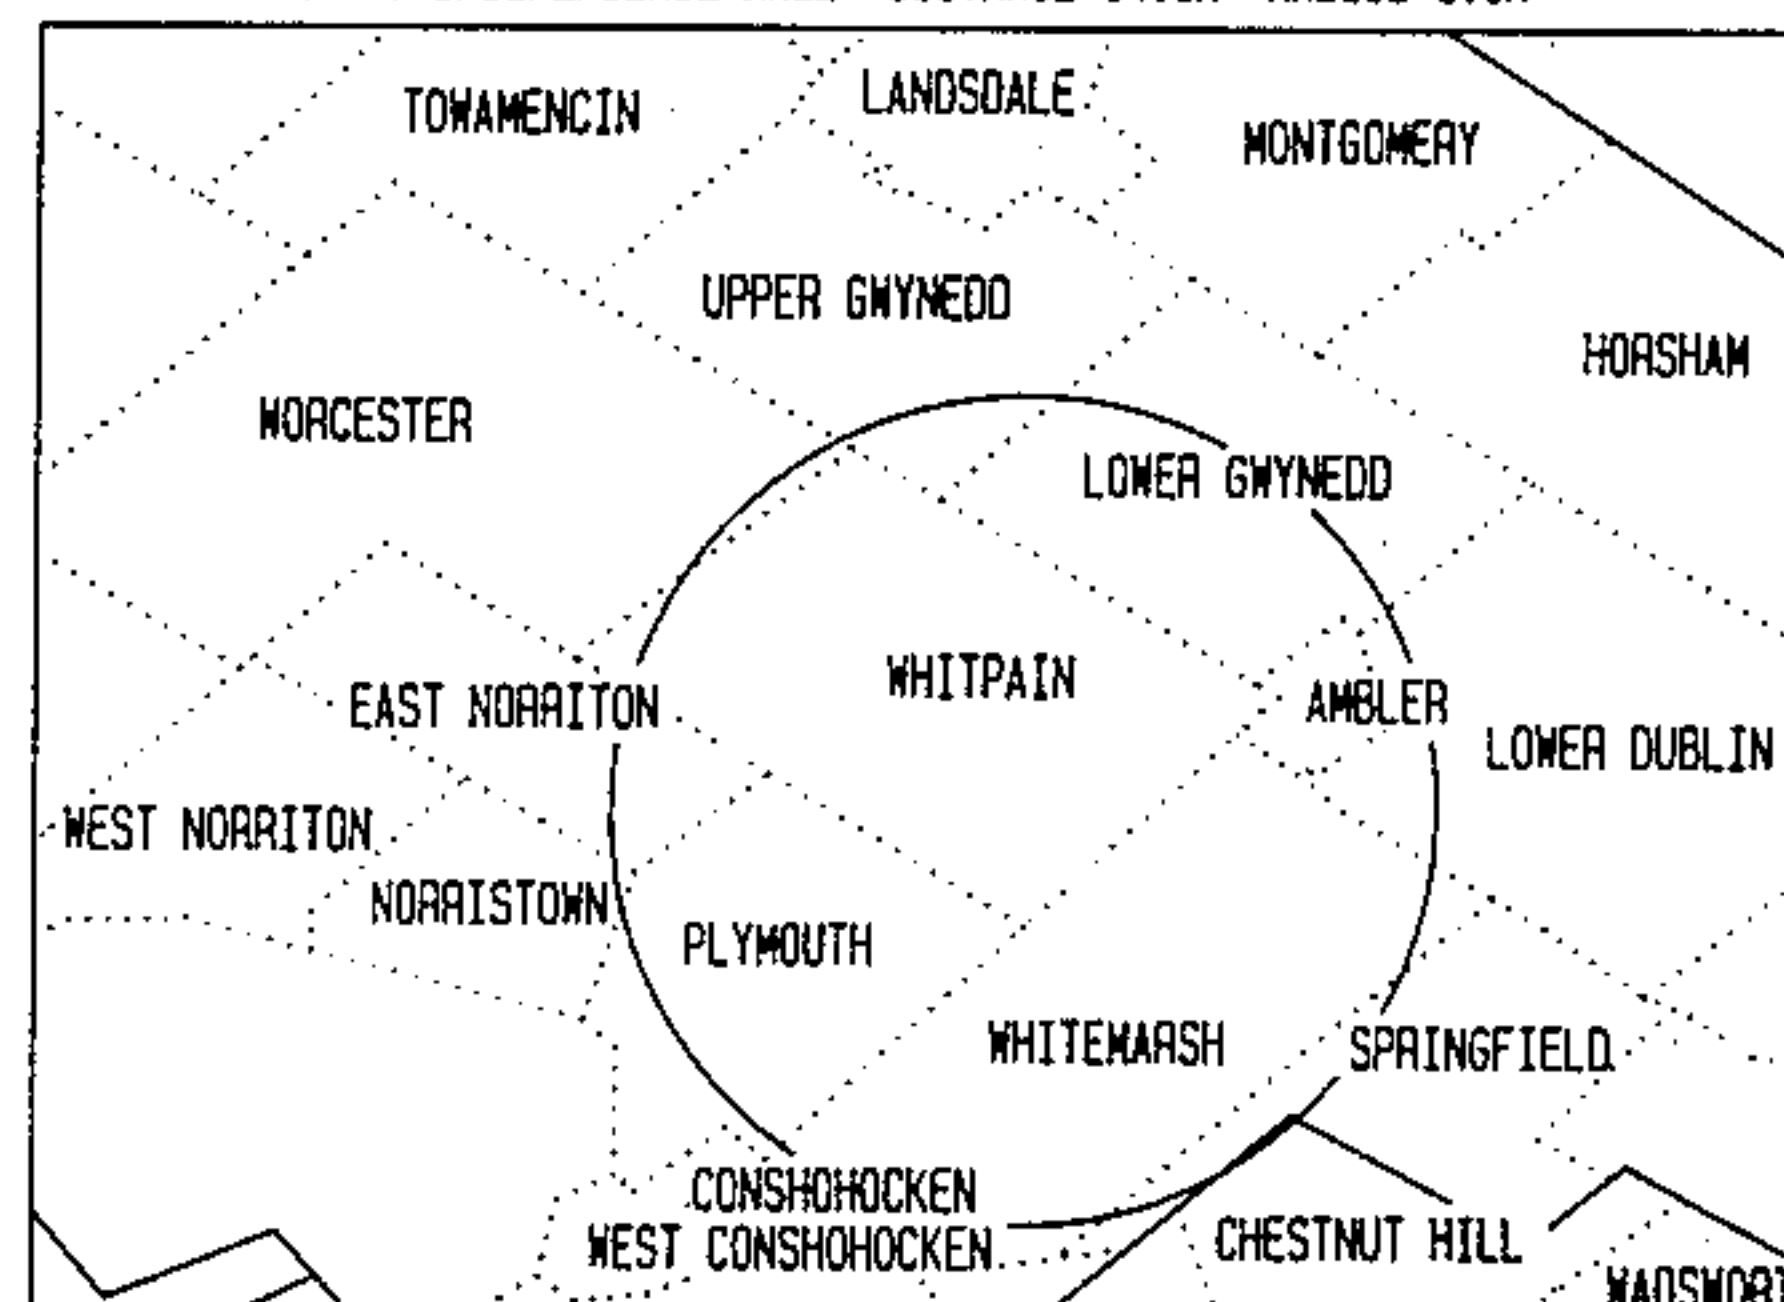 TOWAMENCIN
LANDSDALE
MONTGOMERY
UPPER GWYNEDD
HORSHAM
WORCESTER
LOWER GWYNEDD
WHITPAIN
EAST NORRITON
AMBLER
LOWER DUBLIN
WEST NORRITON
NORRISTOWN
PLYMOUTH
WHITEMARSH
SPRINGFIELD
CONSHOHOCKEN
WEST CONSHOHOCKEN
CHESTNUT HILL